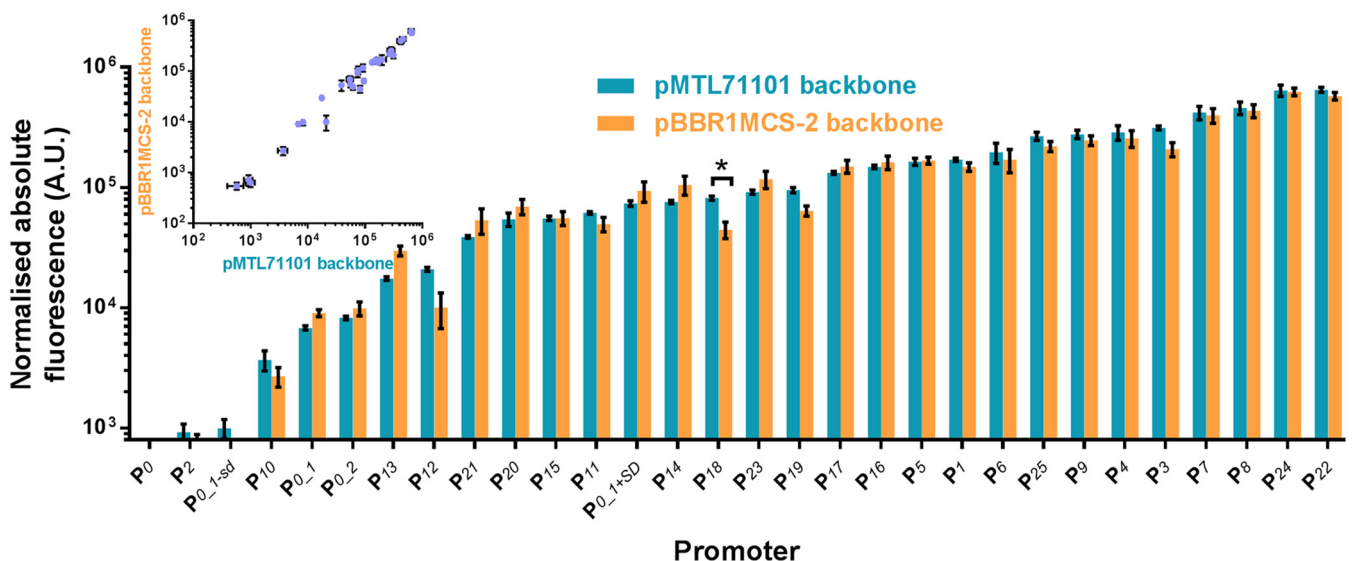 10^6
10^5
10^4
10^3
10^2
10^2 10^3 10^4 10^5 10^6
pBBR1MCS-2 backbone
pMTL71101 backbone
pMTL71101 backbone
pBBR1MCS-2 backbone
*
Normalised absolute
fluorescence (A.U.)
10^6
10^5
10^4
10^3
P0 P2 P0_1-sd P10 P0_1 P0_2 P13 P12 P21 P20 P15 P11 P0_1+SD P14 P18 P23 P19 P17 P16 P5 P1 P6 P25 P9 P4 P3 P7 P8 P24 P22
Promoter